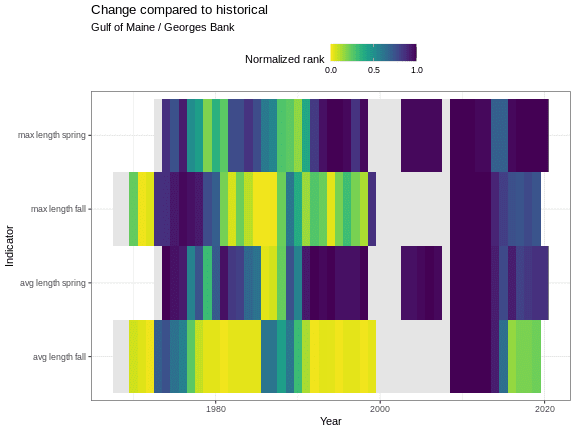 Change compared to historical
Gulf of Maine / Georges Bank
Normalized rank
0.0 0.5 1.0
max length spring
max length fall
avg length spring
avg length fall
Indicator
1980 2000 2020
Year